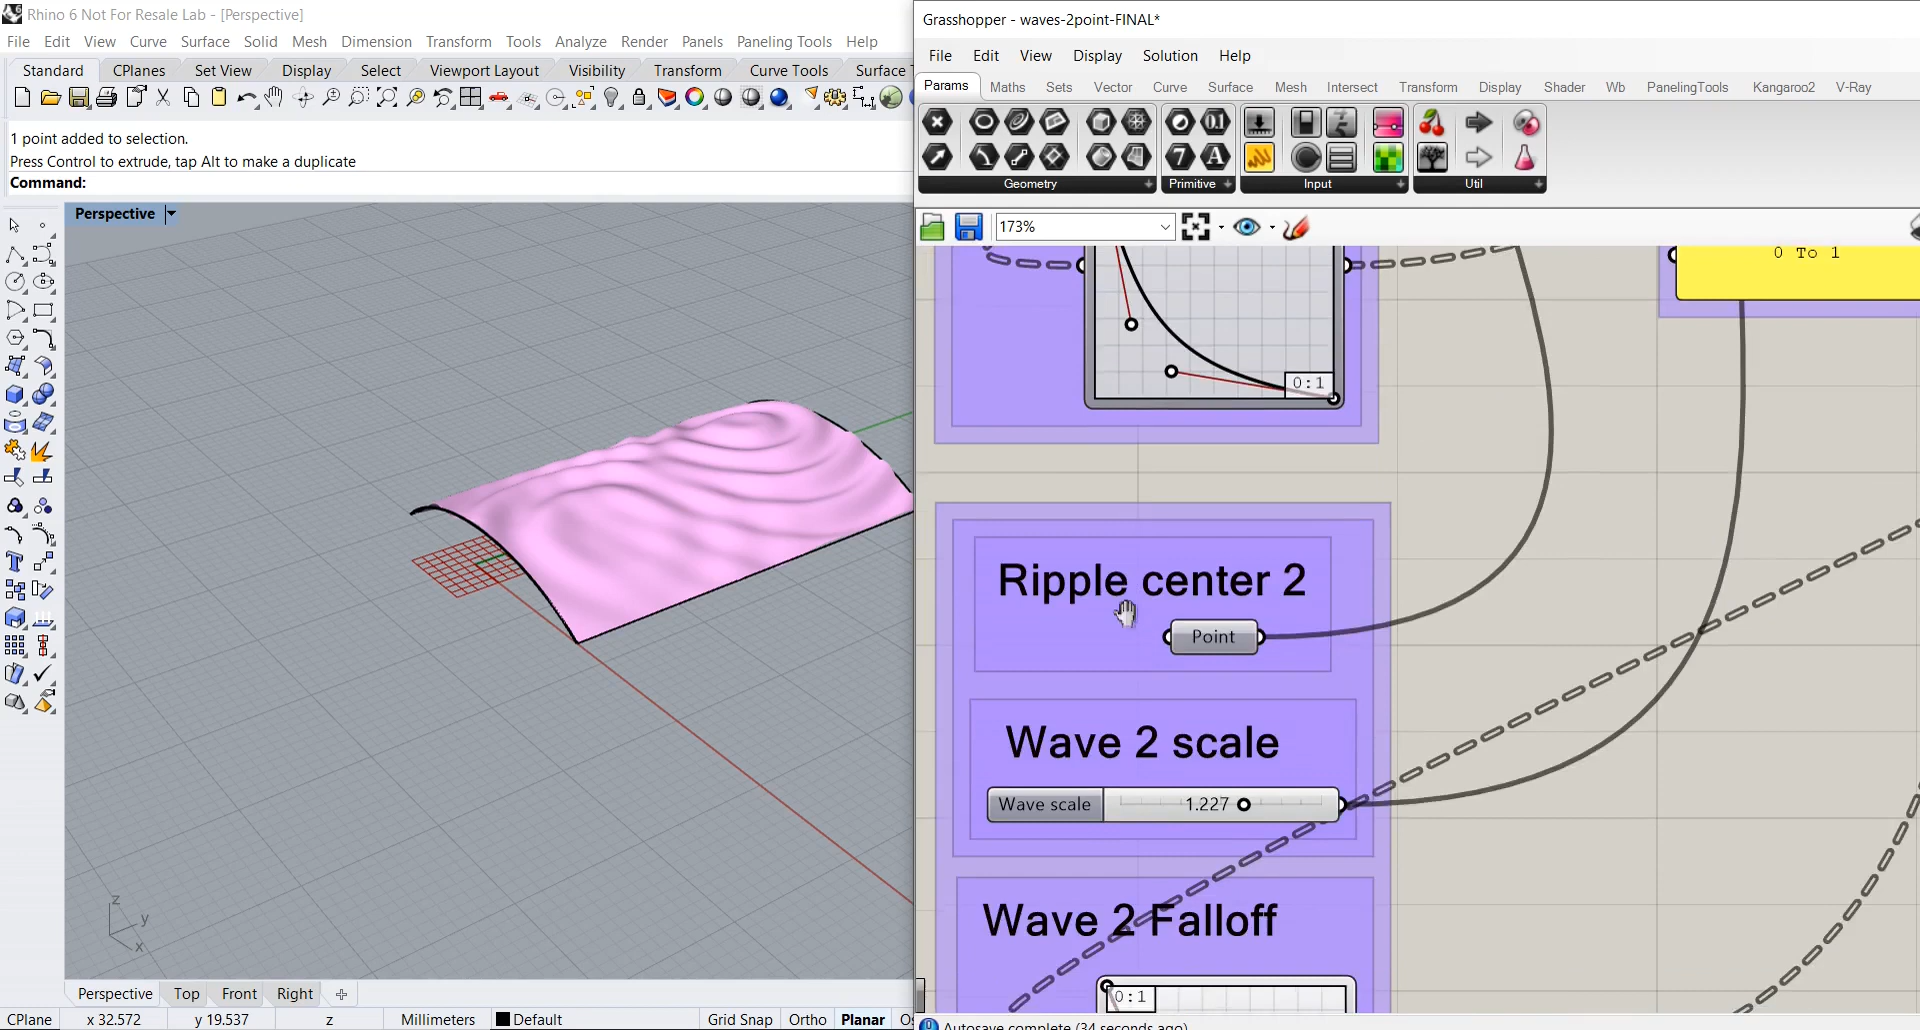 Rhino 6 Not For Resale Lab - [Perspective]
File Edit View Curve Surface Solid Mesh Dimension Transform Tools Analyze Render Panels Paneling Tools Help
Standard CPlanes Set View Display Select Viewport Layout Visibility Transform Curve Tools Surface T
1 point added to selection.
Press Control to extrude, tap Alt to make a duplicate
Command:
Perspective
z
y
x
Perspective Top Front Right
CPlane x 32.572 y 19.537 z Millimeters Default Grid Snap Ortho Planar Os
Grasshopper - waves-2point-FINAL*
File Edit View Display Solution Help
Params Maths Sets Vector Curve Surface Mesh Intersect Transform Display Shader Wb PanelingTools Kangaroo2 V-Ray
Geometry Primitive Input Util
173%
0 To 1
0:1
Ripple center 2
Point
Wave 2 scale
Wave scale 1.227
Wave 2 Falloff
0:1
Autosave complete (34 seconds ago)